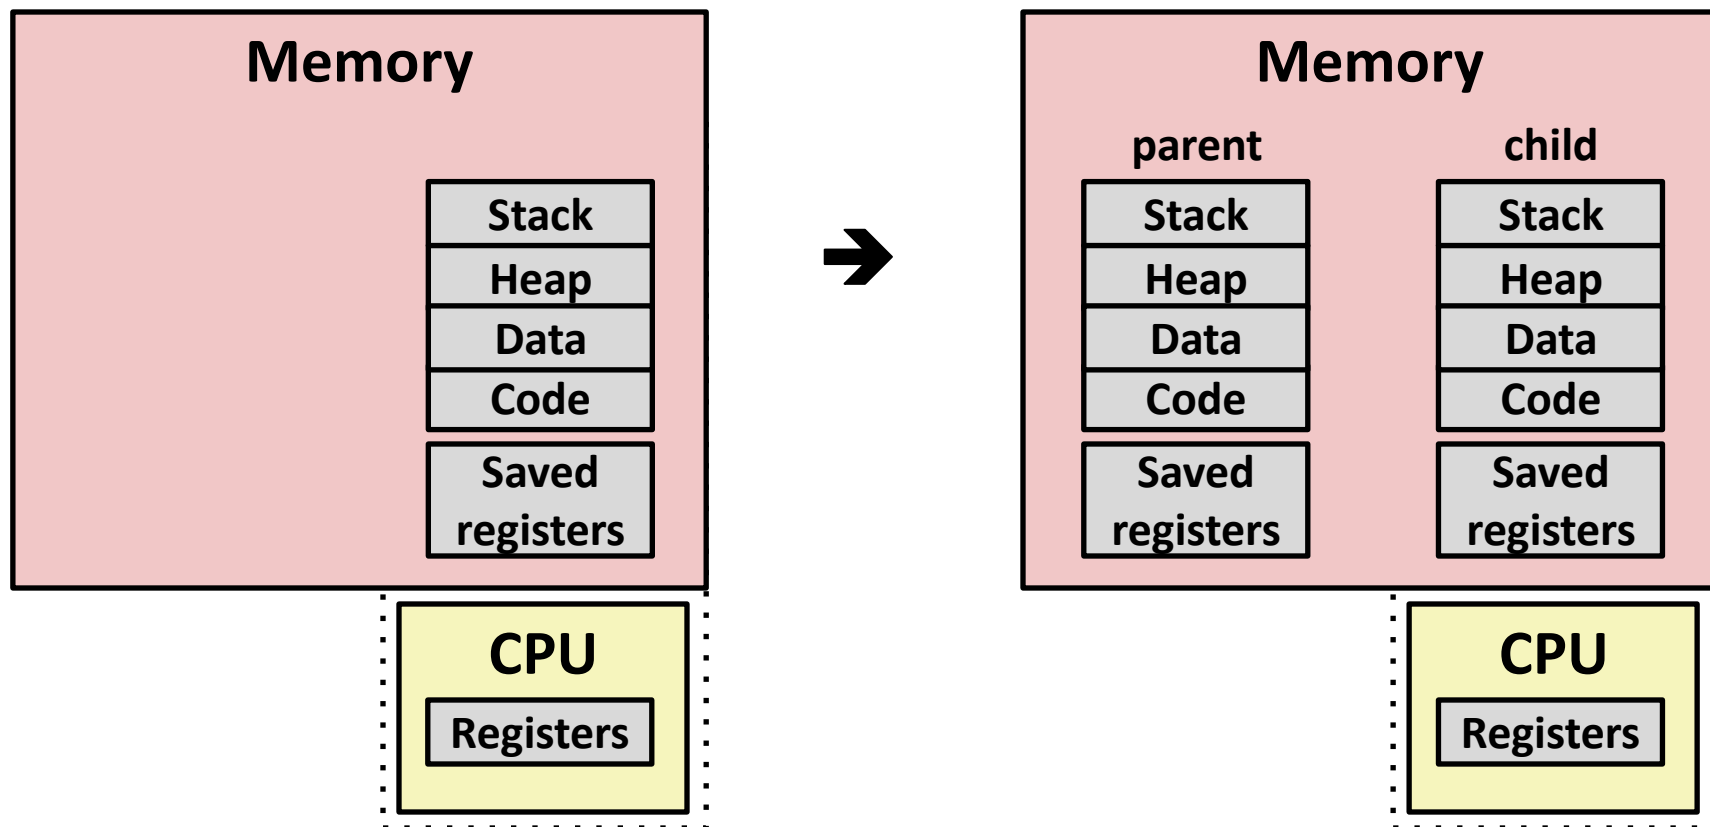 Memory
Stack
Heap
Data
Code
Saved
registers
CPU
Registers
➔
Memory
parent
Stack
Heap
Data
Code
Saved
registers
child
Stack
Heap
Data
Code
Saved
registers
CPU
Registers